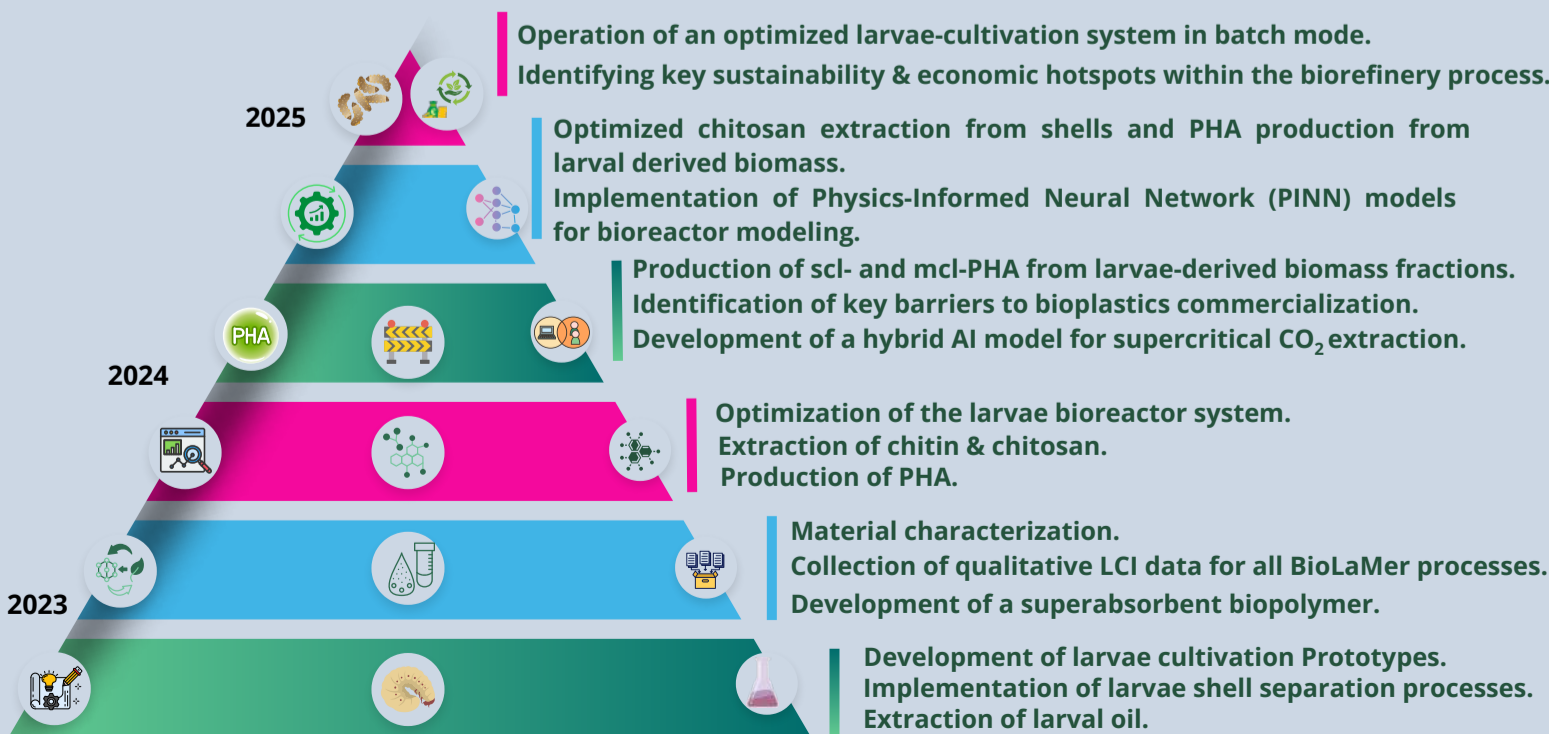 Operation of an optimized larvae-cultivation system in batch mode.
Identifying key sustainability & economic hotspots within the biorefinery process.
2025
Optimized chitosan extraction from shells and PHA production from
larval derived biomass.
Implementation of Physics-Informed Neural Network (PINN) models
for bioreactor modeling.
Production of scl- and mcl-PHA from larvae-derived biomass fractions.
Identification of key barriers to bioplastics commercialization.
Development of a hybrid AI model for supercritical CO₂ extraction.
PHA
2024
Optimization of the larvae bioreactor system.
Extraction of chitin & chitosan.
Production of PHA.
Material characterization.
Collection of qualitative LCI data for all BioLaMer processes.
Development of a superabsorbent biopolymer.
2023
Development of larvae cultivation Prototypes.
Implementation of larvae shell separation processes.
Extraction of larval oil.